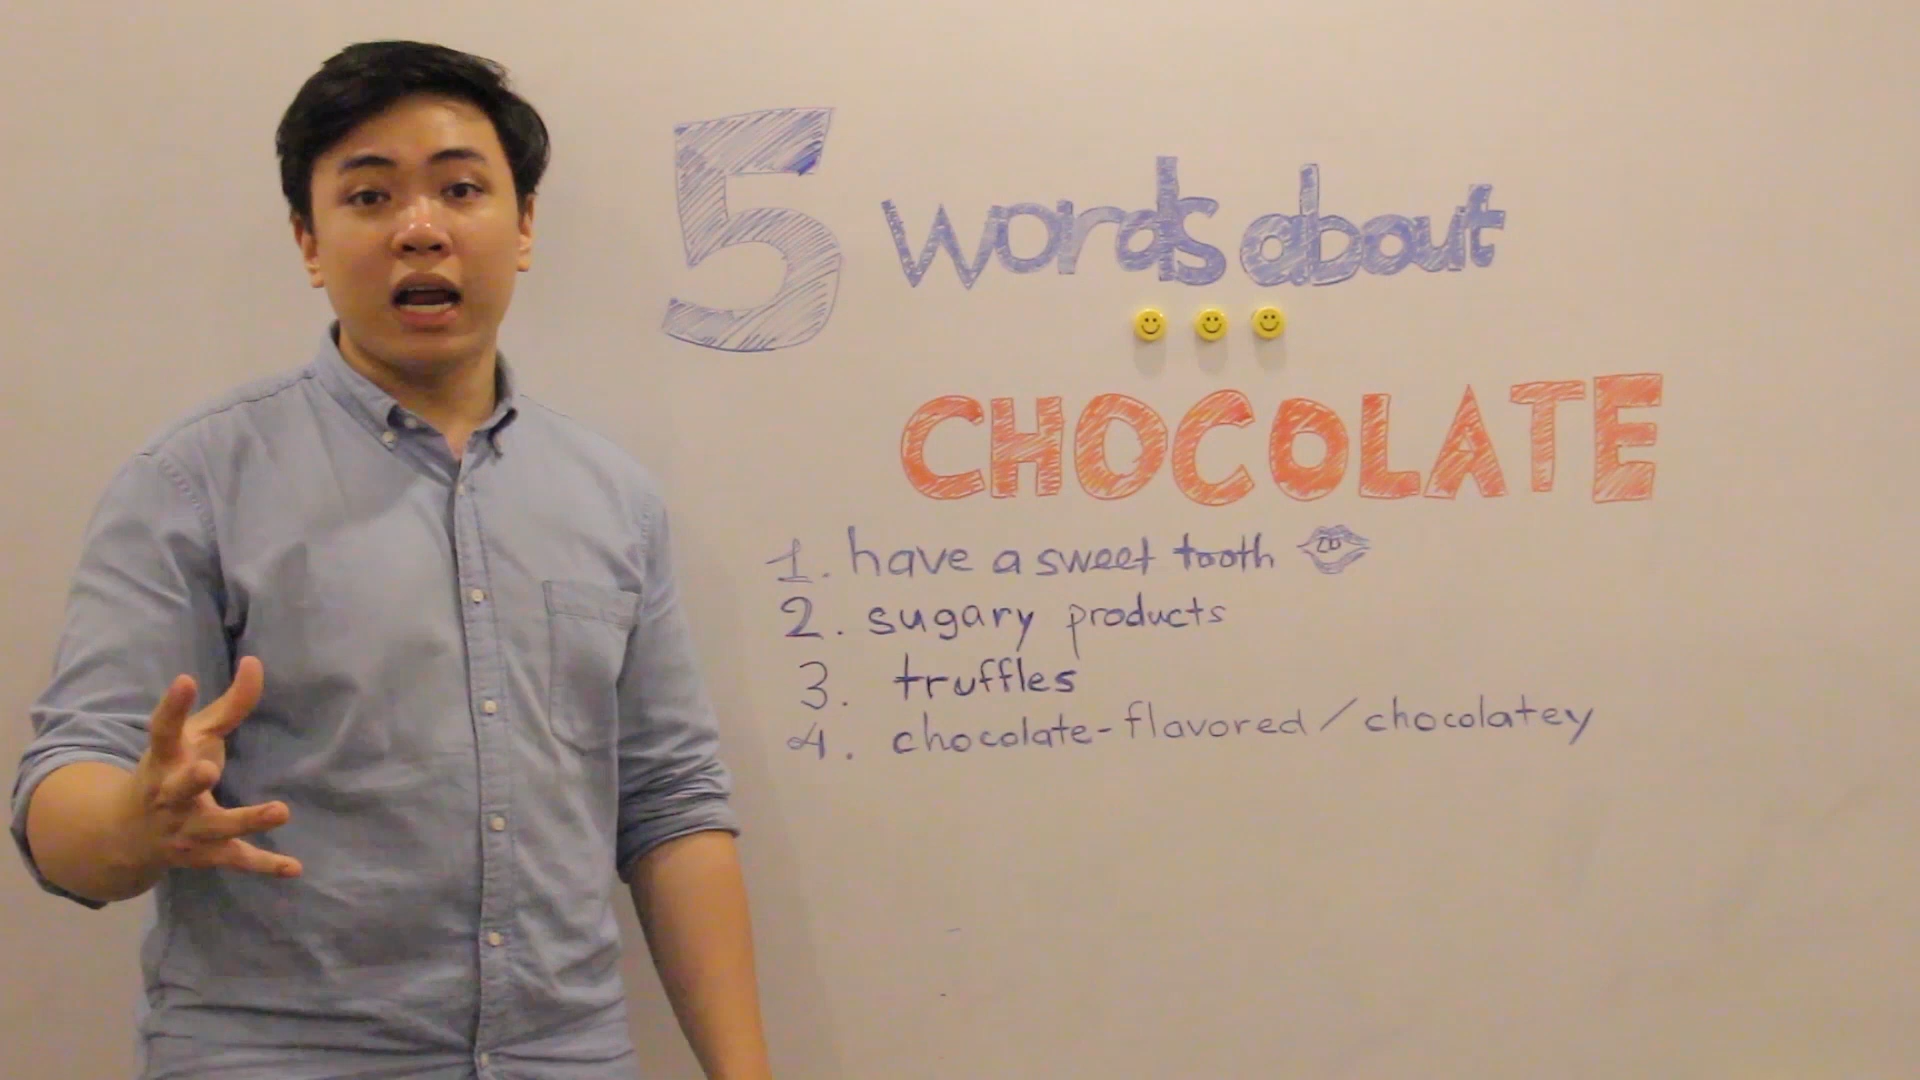 5 words about
CHOCOLATE
1. have a sweet tooth
2. sugary products
3. truffles
4. chocolate-flavored / chocolatey